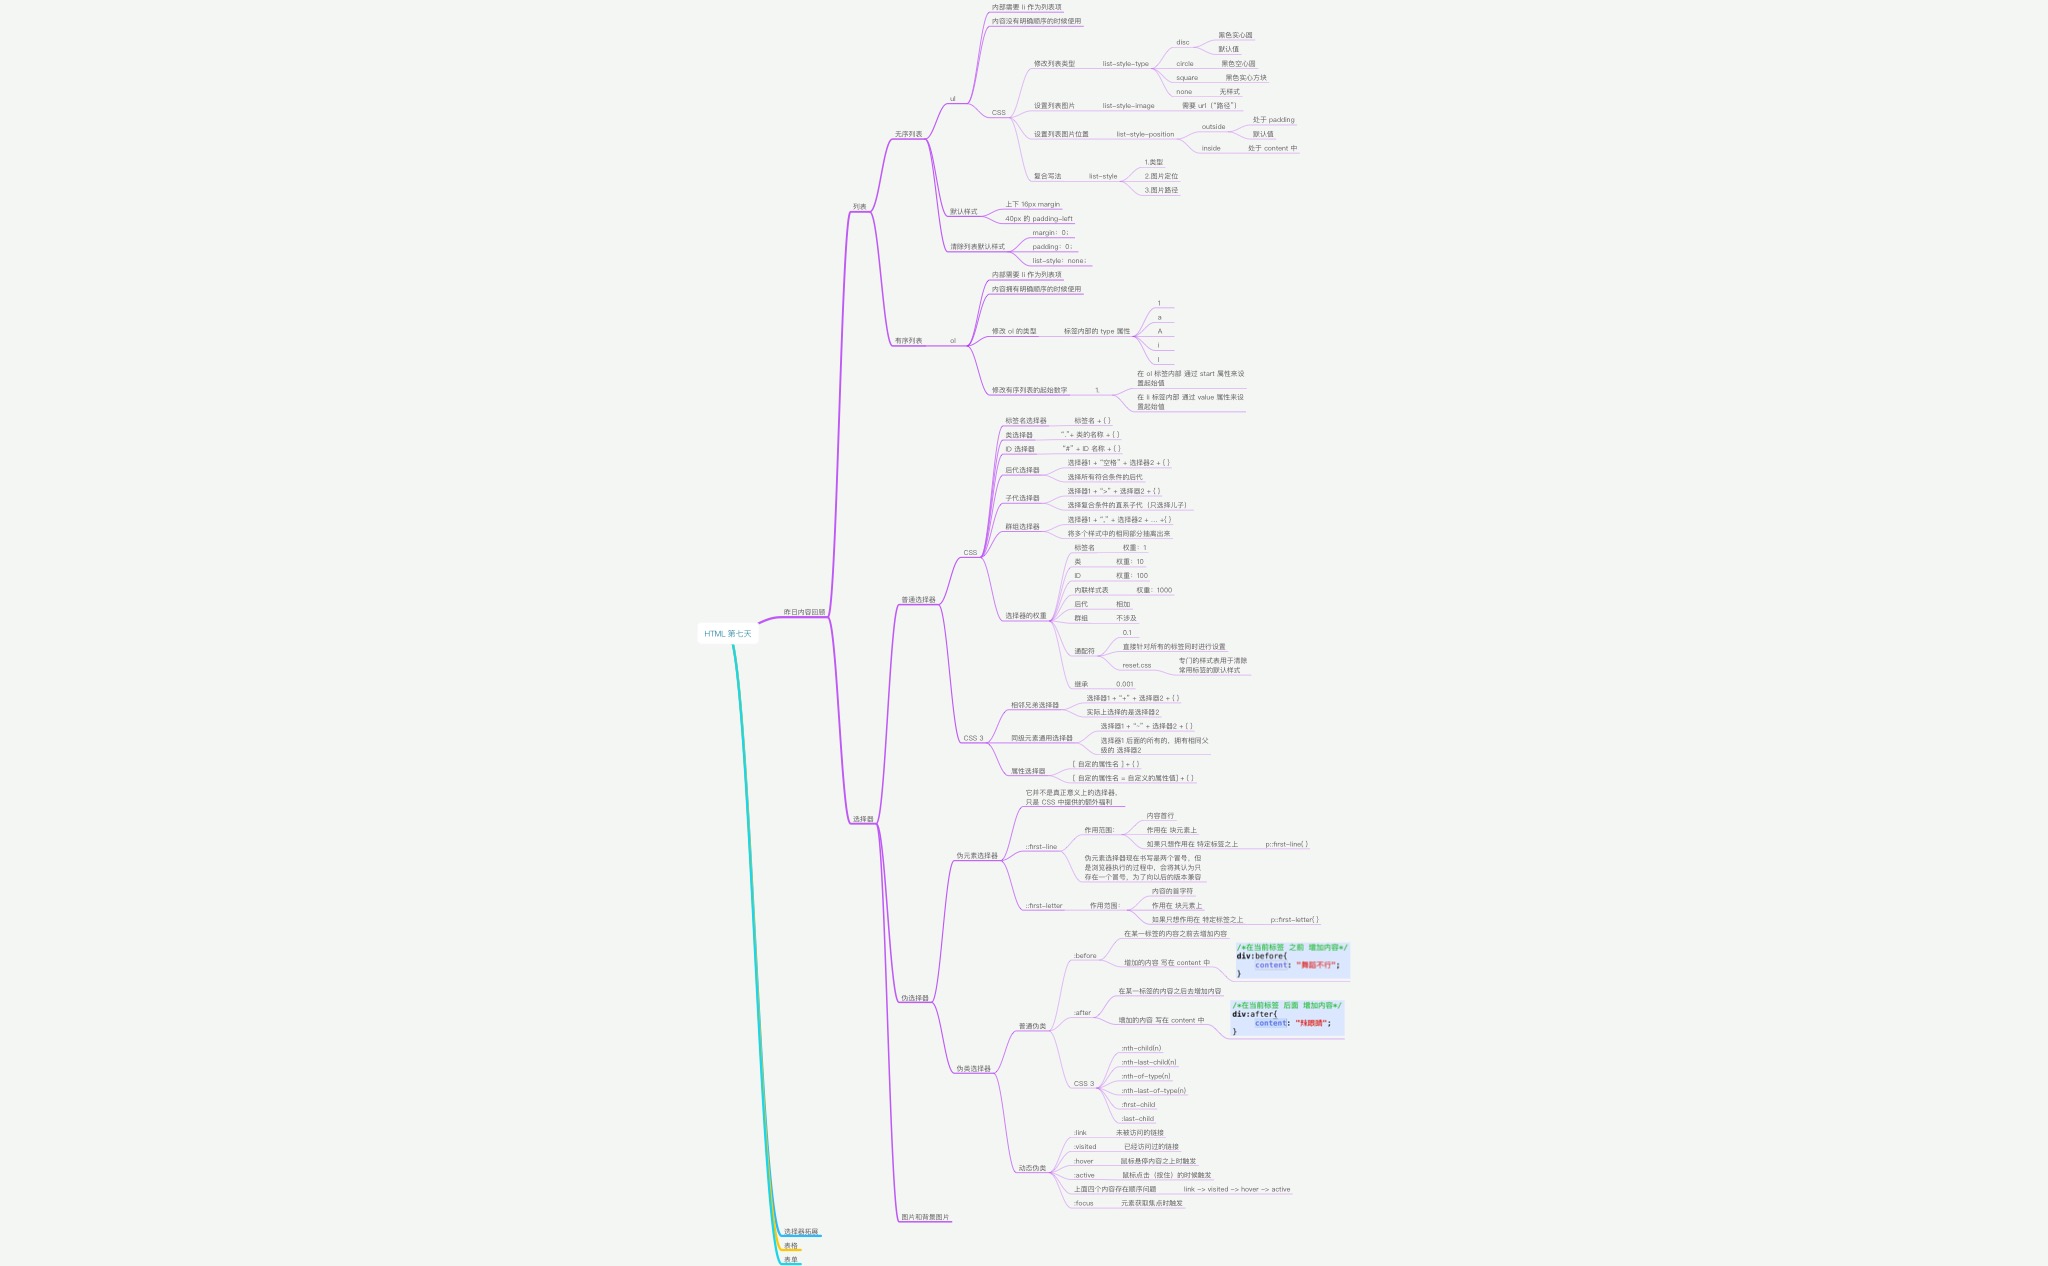 HTML 第七天
昨日内容回顾
列表
无序列表
ul
内部需要 li 作为列表项
内容没有明确顺序的时候使用
CSS
修改列表类型
list-style-type
disc
黑色实心圆
默认值
circle
黑色空心圆
square
黑色实心方块
none
无样式
设置列表图片
list-style-image
需要 url（“路径”）
设置列表图片位置
list-style-position
outside
处于 padding
默认值
inside
处于 content 中
复合写法
list-style
1.类型
2.图片定位
3.图片路径
默认样式
上下 16px margin
40px 的 padding-left
清除列表默认样式
margin：0；
padding：0；
list-style：none；
有序列表
ol
内部需要 li 作为列表项
内容拥有明确顺序的时候使用
修改 ol 的类型
标签内部的 type 属性
1
a
A
i
I
修改有序列表的起始数字
1.
在 ol 标签内部 通过 start 属性来设
置起始值
在 li 标签内部 通过 value 属性来设
置起始值
选择器
普通选择器
CSS
标签名选择器
标签名 + { }
类选择器
“.”+ 类的名称 + { }
ID 选择器
“#” + ID 名称 + { }
后代选择器
选择器1 + “空格” + 选择器2 + { }
选择所有符合条件的后代
子代选择器
选择器1 + “>” + 选择器2 + { }
选择复合条件的直系子代（只选择儿子）
群组选择器
选择器1 + “,” + 选择器2 + ... +{ }
将多个样式中的相同部分抽离出来
选择器的权重
标签名
权重：1
类
权重：10
ID
权重：100
内联样式表
权重：1000
后代
相加
群组
不涉及
通配符
0.1
直接针对所有的标签同时进行设置
reset.css
专门的样式表用于清除
常用标签的默认样式
继承
0.001
CSS 3
相邻兄弟选择器
选择器1 + “+” + 选择器2 + { }
实际上选择的是选择器2
同级元素通用选择器
选择器1 + “~” + 选择器2 + { }
选择器1 后面的所有的，拥有相同父
级的 选择器2
属性选择器
[ 自定的属性名 ] + { }
[ 自定的属性名 = 自定义的属性值] + { }
伪选择器
伪元素选择器
它并不是真正意义上的选择器，
只是 CSS 中提供的额外福利
::first-line
作用范围：
内容首行
作用在 块元素上
如果只想作用在 特定标签之上
p::first-line{ }
伪元素选择器现在书写是两个冒号，但
是浏览器执行的过程中，会将其认为只
存在一个冒号，为了向以后的版本兼容
::first-letter
作用范围：
内容的首字符
作用在 块元素上
如果只想作用在 特定标签之上
p::first-letter{ }
伪类选择器
普通伪类
:before
在某一标签的内容之前去增加内容
增加的内容 写在 content 中
/*在当前标签 之前 增加内容*/
div:before{
content: "舞蹈不行";
}
:after
在某一标签的内容之后去增加内容
增加的内容 写在 content 中
/*在当前标签 后面 增加内容*/
div:after{
content: "辣眼睛";
}
CSS 3
:nth-child(n)
:nth-last-child(n)
:nth-of-type(n)
:nth-last-of-type(n)
:first-child
:last-child
动态伪类
:link
未被访问的链接
:visited
已经访问过的链接
:hover
鼠标悬停内容之上时触发
:active
鼠标点击（按住）的时候触发
上面四个内容存在顺序问题
link -> visited -> hover -> active
:focus
元素获取焦点时触发
图片和背景图片
选择器拓展
表格
表单